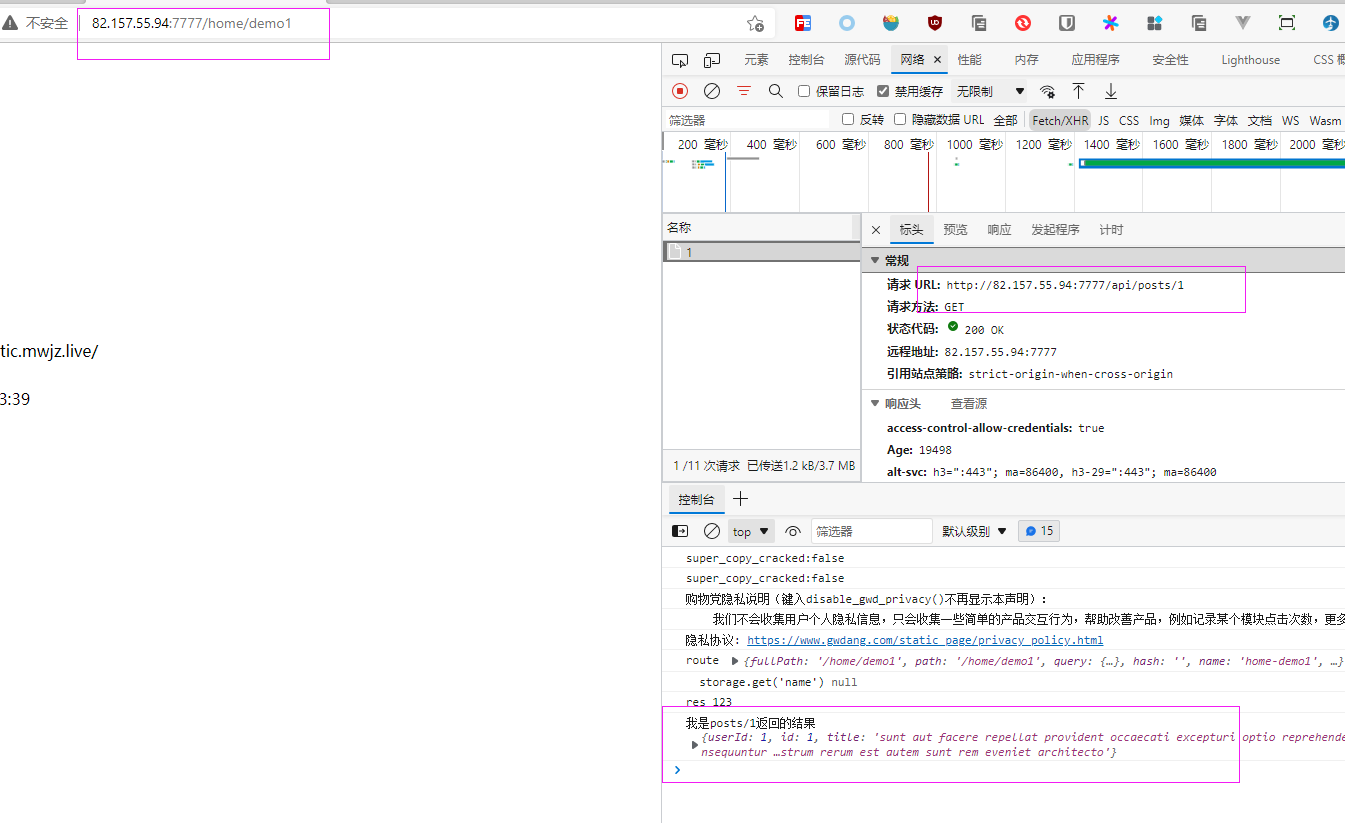 不安全 82.157.55.94:7777/home/demo1
元素 控制台 源代码 网络 × 性能 内存 应用程序 安全性 Lighthouse CSS
保留日志 禁用缓存 无限制
筛选器 反转 隐藏数据 URL 全部 Fetch/XHR JS CSS Img 媒体 字体 文档 WS Wasm
200 毫秒 400 毫秒 600 毫秒 800 毫秒 1000 毫秒 1200 毫秒 1400 毫秒 1600 毫秒 1800 毫秒 2000 毫秒
名称
1
1 /11 次请求 已传送1.2 kB/3.7 MB
× 标头 预览 响应 发起程序 计时
常规
请求 URL: http://82.157.55.94:7777/api/posts/1
请求方法: GET
状态代码: 200 OK
远程地址: 82.157.55.94:7777
引用站点策略: strict-origin-when-cross-origin
响应头 查看源
access-control-allow-credentials: true
Age: 19498
alt-svc: h3=":443"; ma=86400, h3-29=":443"; ma=86400
tic.mwjz.live/
3:39
控制台
top 筛选器 默认级别 15
super_copy_cracked:false
super_copy_cracked:false
购物党隐私说明（键入disable_gwd_privacy()不再显示本声明）:
我们不会收集用户个人隐私信息，只会收集一些简单的产品交互行为，帮助改善产品，例如记录某个模块点击次数，更多
隐私协议: https://www.gwdang.com/static_page/privacy_policy.html
route {fullPath: '/home/demo1', path: '/home/demo1', query: {…}, hash: '', name: 'home-demo1', …}
storage.get('name') null
res 123
我是posts/1返回的结果
{userId: 1, id: 1, title: 'sunt aut facere repellat provident occaecati excepturi optio reprehende
nsequuntur …strum rerum est autem sunt rem eveniet architecto'}